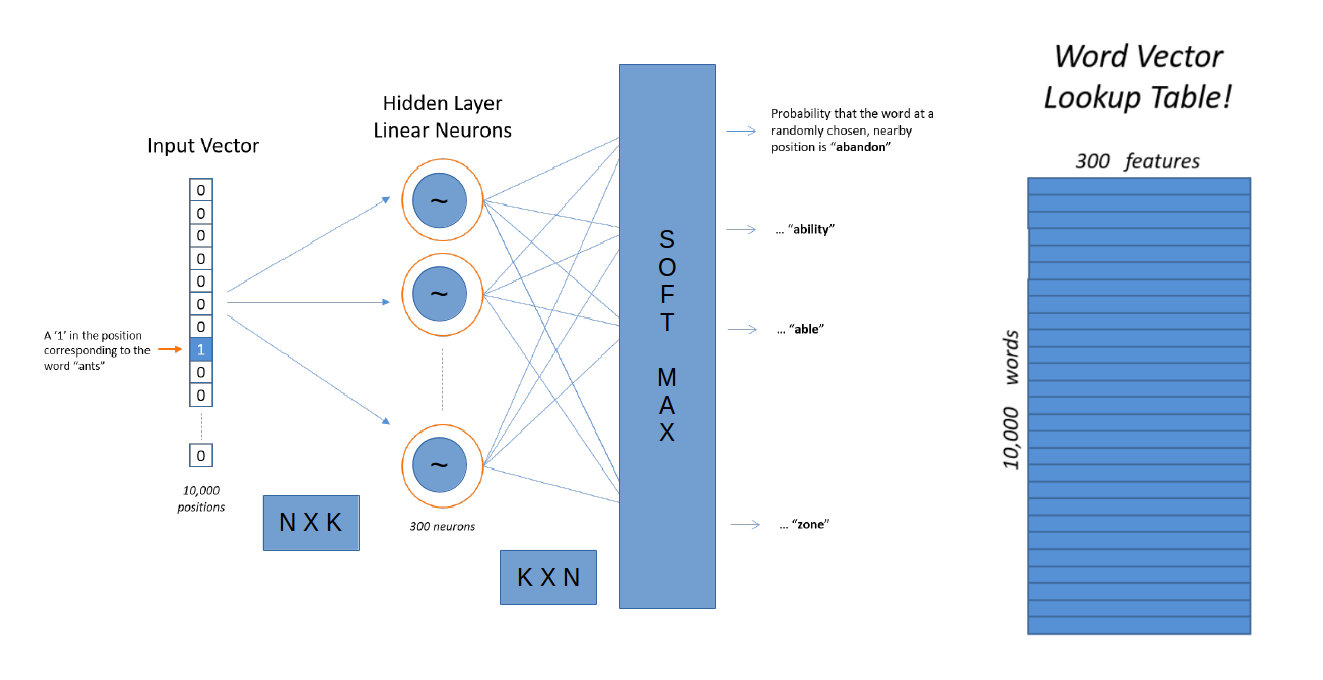 Input Vector
0
0
0
0
0
0
0
1
0
0
0
A ‘1’ in the position
corresponding to the
word “ants”
10,000
positions
N X K
Hidden Layer
Linear Neurons
~
~
~
300 neurons
K X N
S
O
F
T
M
A
X
Probability that the word at a
randomly chosen, nearby
position is “abandon”
... “ability”
... “able”
... “zone”
Word Vector
Lookup Table!
300 features
10,000 words